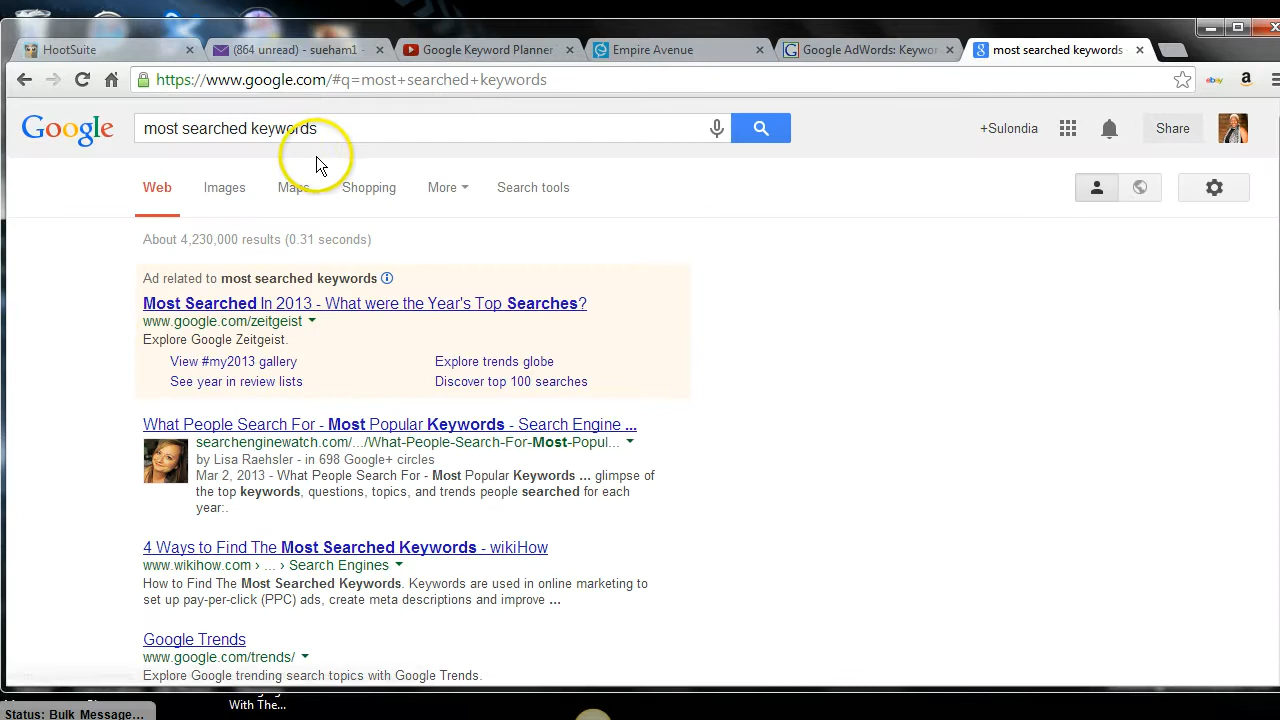 HootSuite
(864 unread) - sueham1 -
Google Keyword Planner
Empire Avenue
Google AdWords: Keywo
most searched keywords
https://www.google.com/#q=most+searched+keywords
ebay
a
Google
most searched keywords
+Sulondia
Share
Web Images Maps Shopping More Search tools
About 4,230,000 results (0.31 seconds)
Ad related to most searched keywords
Most Searched In 2013 - What were the Year's Top Searches?
www.google.com/zeitgeist
Explore Google Zeitgeist.
View #my2013 gallery Explore trends globe
See year in review lists Discover top 100 searches
What People Search For - Most Popular Keywords - Search Engine ...
searchenginewatch.com/.../What-People-Search-For-Most-Popul...
by Lisa Raehsler - in 698 Google+ circles
Mar 2, 2013 - What People Search For - Most Popular Keywords ... glimpse of
the top keywords, questions, topics, and trends people searched for each
year:.
4 Ways to Find The Most Searched Keywords - wikiHow
www.wikihow.com › ... › Search Engines
How to Find The Most Searched Keywords. Keywords are used in online marketing to
set up pay-per-click (PPC) ads, create meta descriptions and improve ...
Google Trends
www.google.com/trends/
Explore Google trending search topics with Google Trends.
With The...
Status: Bulk Message...